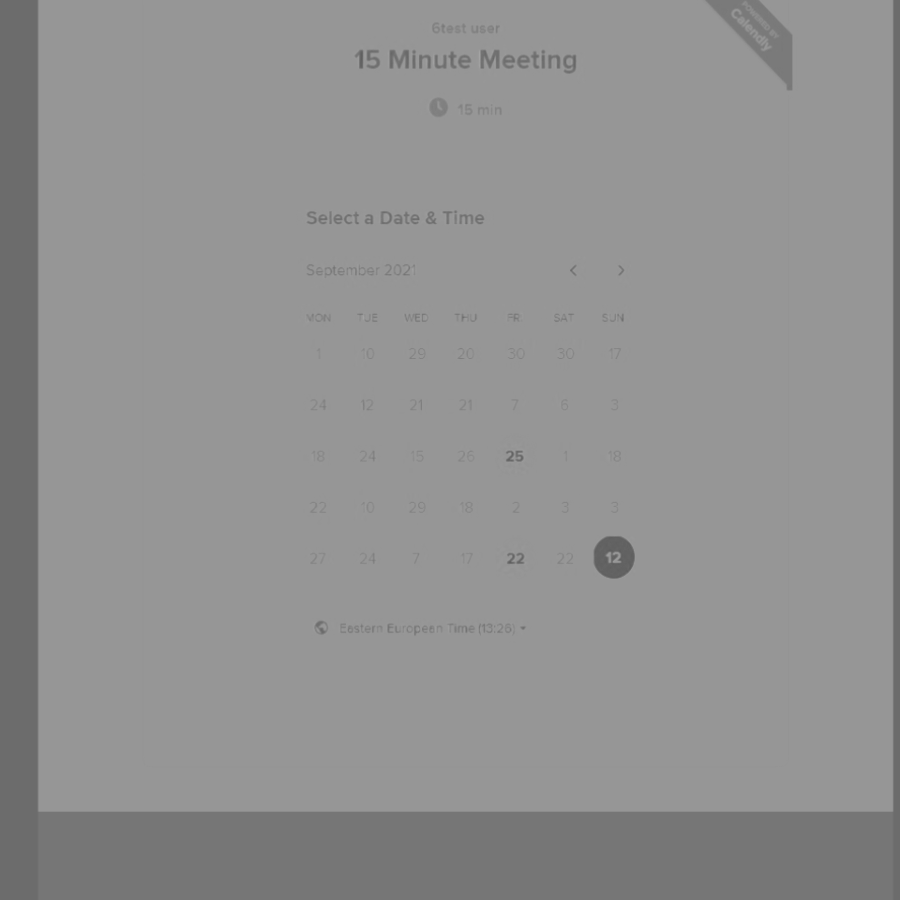 POWERED BY
Calendly
6test user
15 Minute Meeting
15 min
Select a Date & Time
September 2021
MON TUE WED THU FRI SAT SUN
1 10 29 20 30 30 17
24 12 21 21 7 6 3
18 24 15 26 25 1 18
22 10 29 18 2 3 3
27 24 7 17 22 22 12
Eastern European Time (13:26)